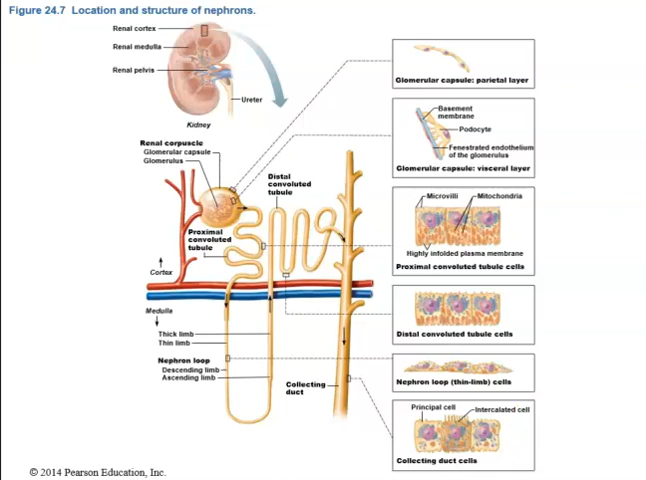 Figure 24.7 Location and structure of nephrons.
Renal cortex
Renal medulla
Renal pelvis
Ureter
Kidney
Renal corpuscle
Glomerular capsule
Glomerulus
Distal
convoluted
tubule
Proximal
convoluted
tubule
Cortex
Medulla
Thick limb
Thin limb
Nephron loop
Descending limb
Ascending limb
Collecting
duct
Glomerular capsule: parietal layer
Basement
membrane
Podocyte
Fenestrated endothelium
of the glomerulus
Glomerular capsule: visceral layer
Microvilli
Mitochondria
Highly infolded plasma membrane
Proximal convoluted tubule cells
Distal convoluted tubule cells
Nephron loop (thin-limb) cells
Principal cell
Intercalated cell
Collecting duct cells
© 2014 Pearson Education, Inc.